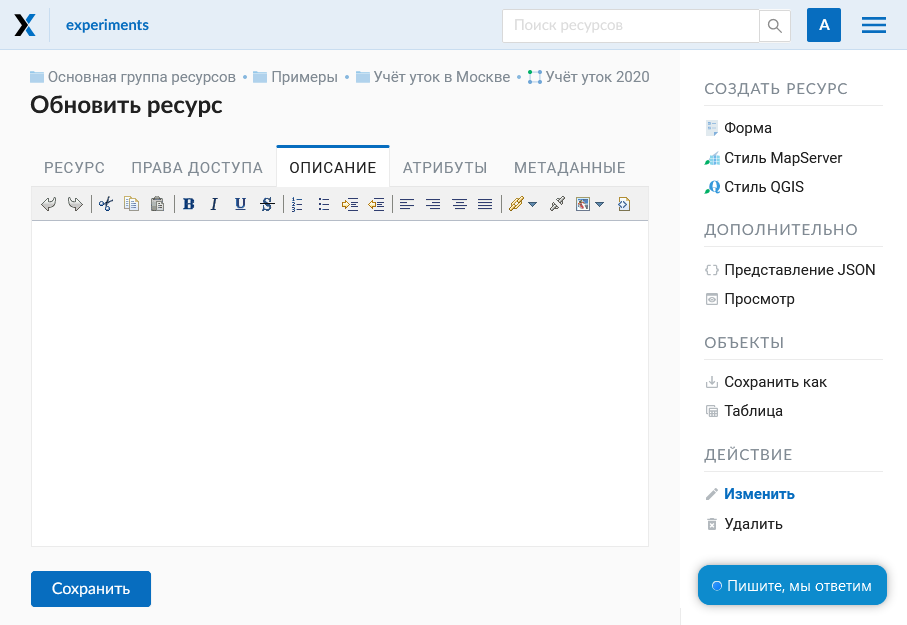 experiments
Поиск ресурсов
A
Основная группа ресурсов • Примеры • Учёт уток в Москве • Учёт уток 2020
Обновить ресурс
РЕСУРС ПРАВА ДОСТУПА ОПИСАНИЕ АТРИБУТЫ МЕТАДАННЫЕ
B I U S
Сохранить
СОЗДАТЬ РЕСУРС
Форма
Стиль MapServer
Стиль QGIS
ДОПОЛНИТЕЛЬНО
Представление JSON
Просмотр
ОБЪЕКТЫ
Сохранить как
Таблица
ДЕЙСТВИЕ
Изменить
Удалить
Пишите, мы ответим